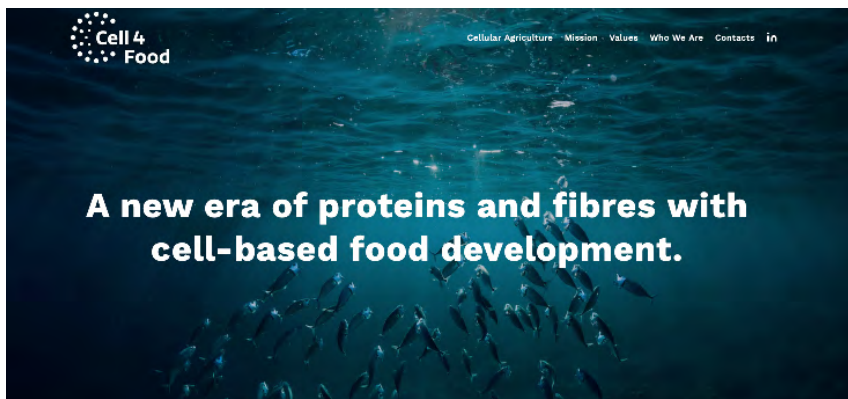 Cell 4
Food
Cellular Agriculture Mission Values Who We Are Contacts in
A new era of proteins and fibres with
cell-based food development.